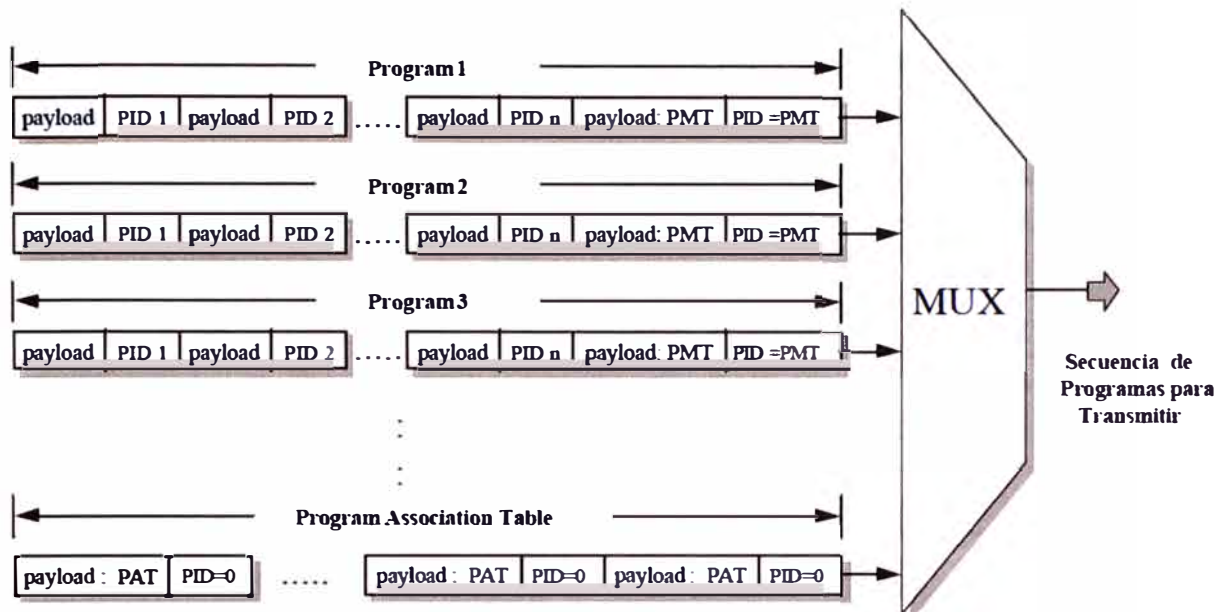 Program 1
payload PID 1 payload PID 2 ..... payload PID n payload: PMT PID =PMT
Program 2
payload PID 1 payload PID 2 ..... payload PID n payload: PMT PID =PMT
Program 3
payload PID 1 payload PID 2 ..... payload PID n payload: PMT PID =PMT
MUX
Secuencia de
Programas para
Transmitir
Program Association Table
payload : PAT PID=0 ..... payload : PAT PID=0 payload : PAT PID=0